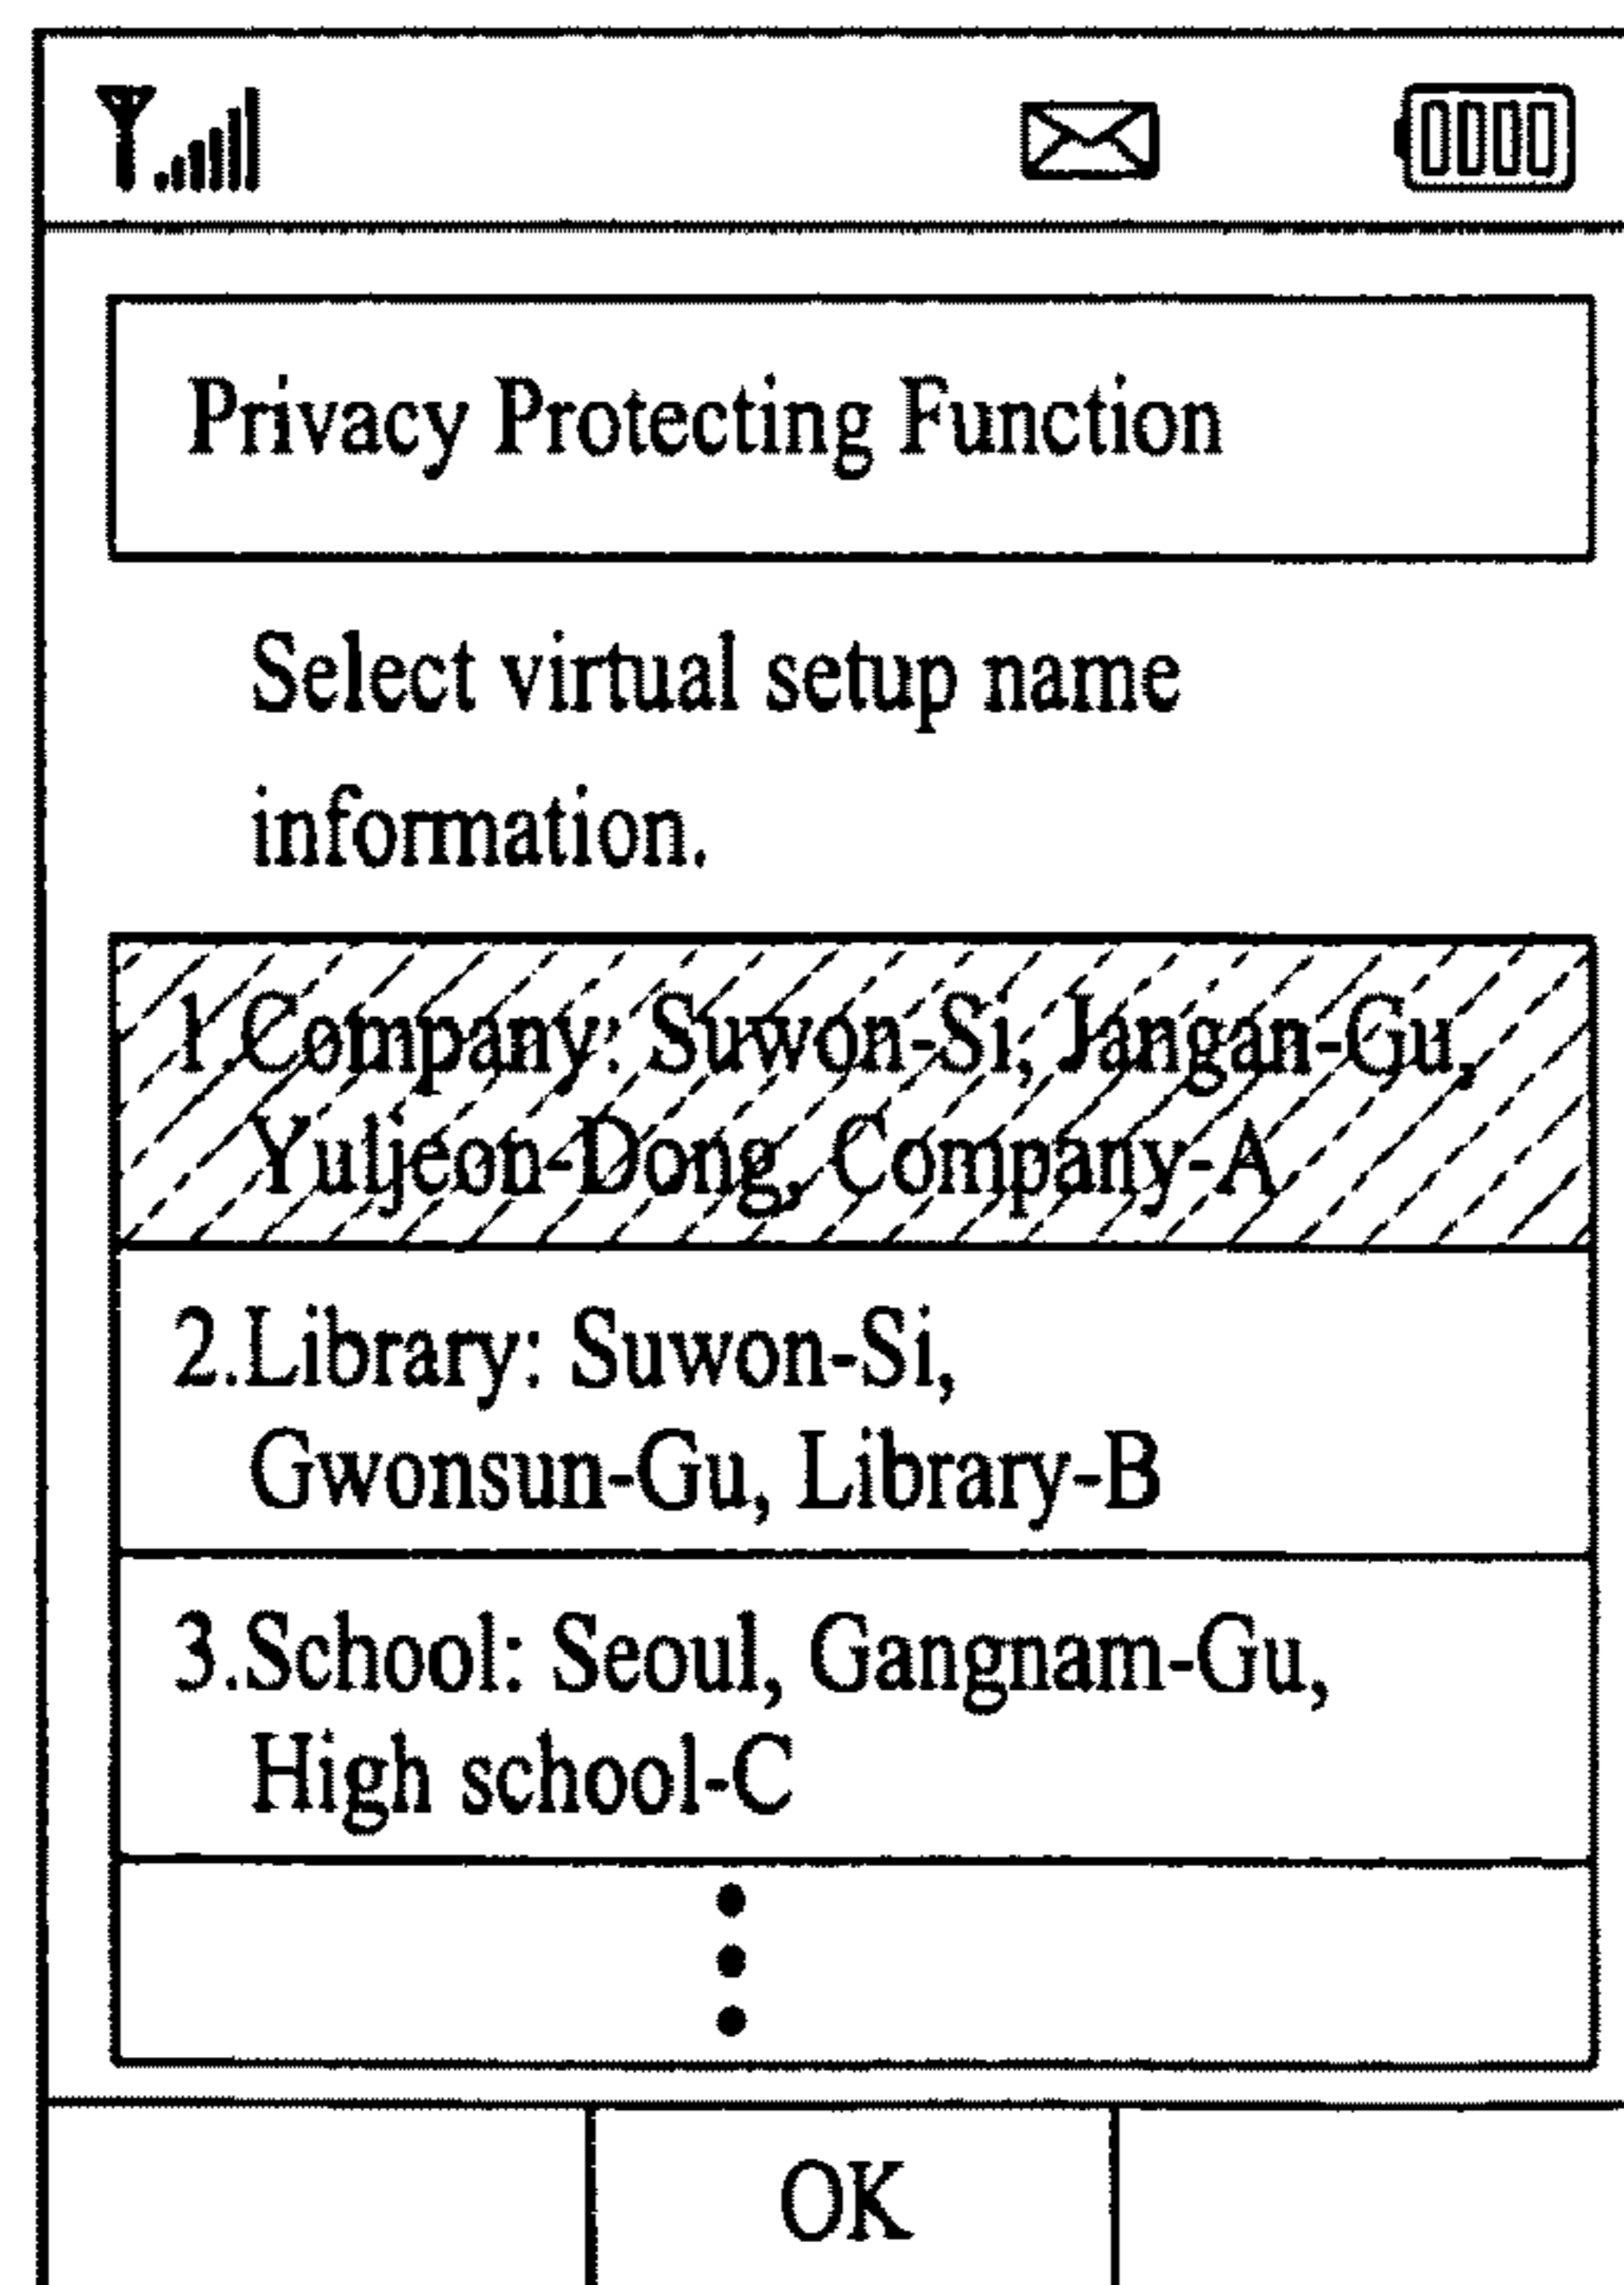 Privacy Protecting Function
Select virtual setup name
information.
1.Company: Suwon-Si, Jangan-Gu,
Yuljeon-Dong, Company-A
2.Library: Suwon-Si,
Gwonsun-Gu, Library-B
3.School: Seoul, Gangnam-Gu,
High school-C
OK